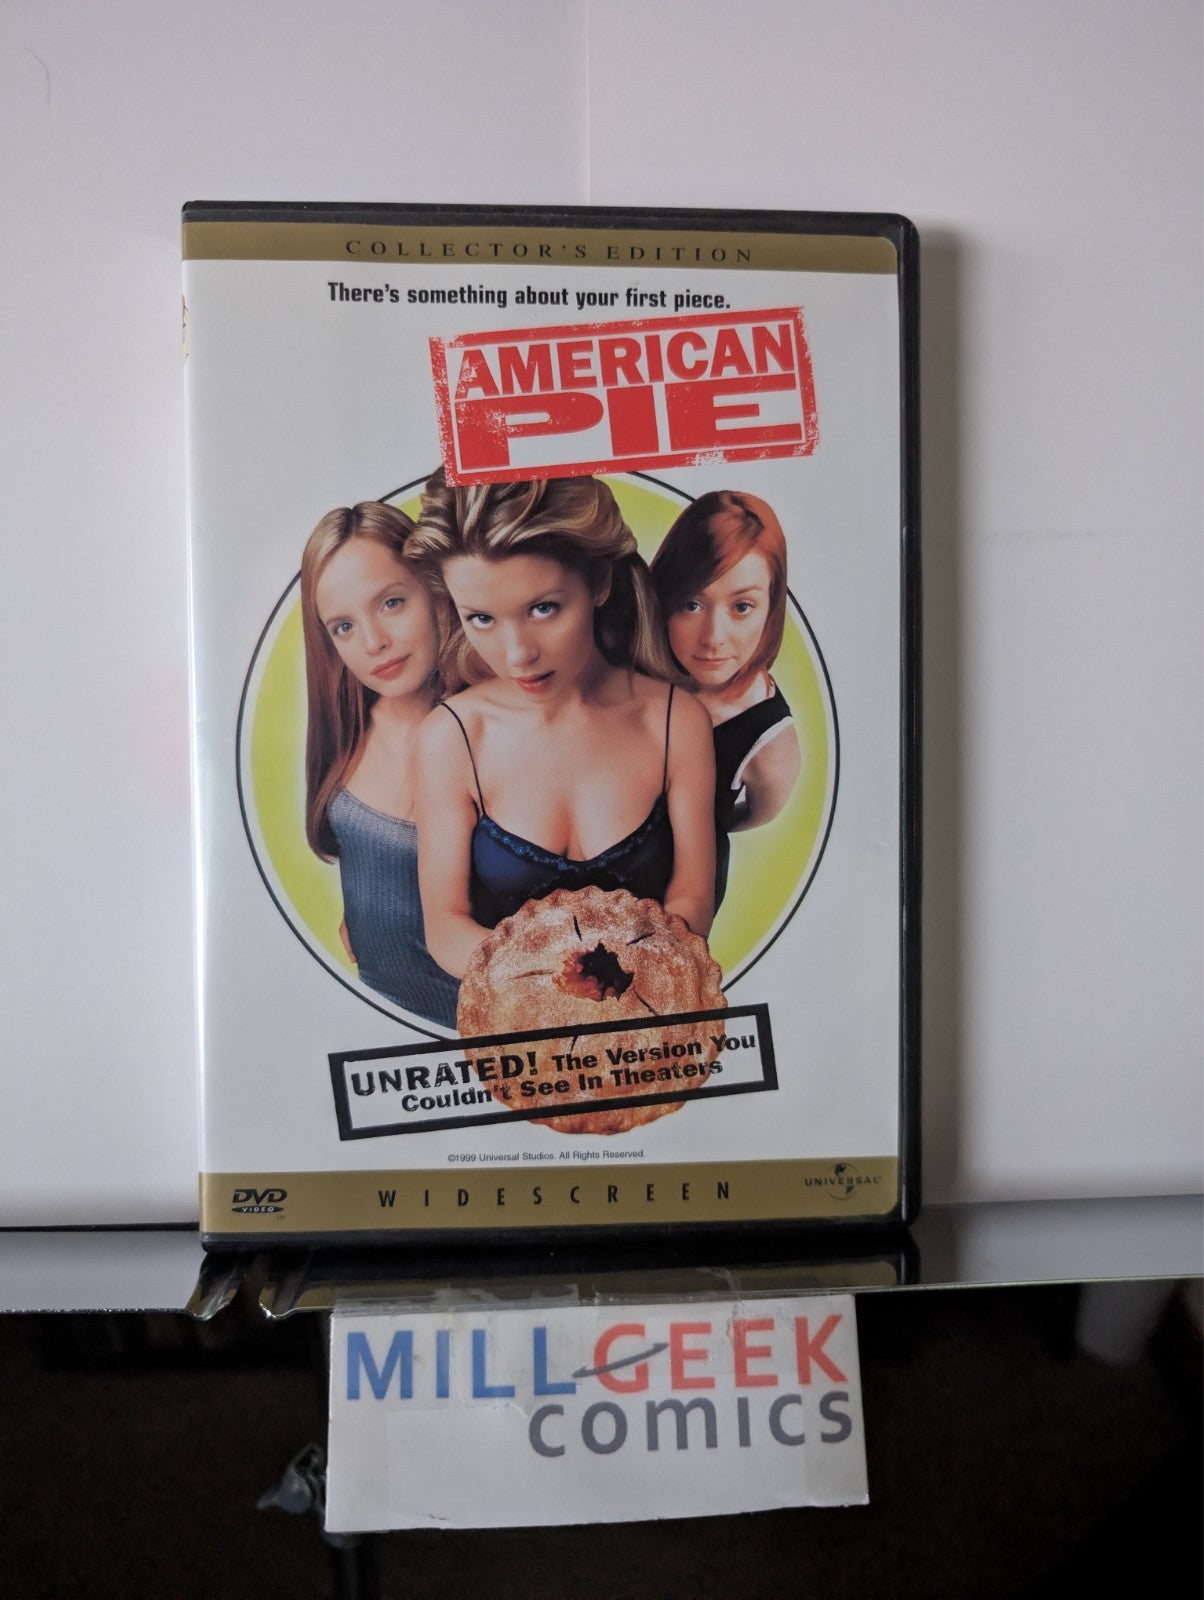 COLLECTOR'S EDITION
There's something about your first piece.
AMERICAN
PIE
UNRATED! The Version You
Couldn't See In Theaters
©1999 Universal Studios. All Rights Reserved.
DVD
VIDEO
WIDESCREEN
UNIVERSAL
MILLGEEK
COMICS